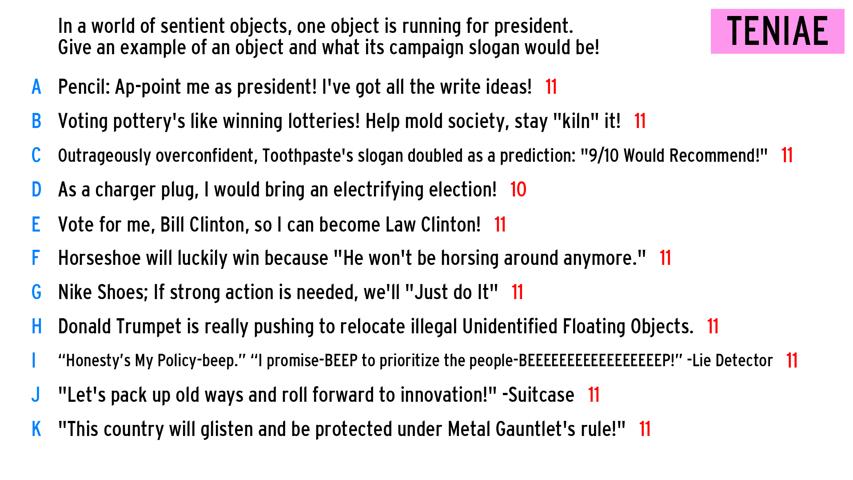 In a world of sentient objects, one object is running for president.
Give an example of an object and what its campaign slogan would be!
TENIAE
A Pencil: Ap-point me as president! I've got all the write ideas! 11
B Voting pottery's like winning lotteries! Help mold society, stay "kiln" it! 11
C Outrageously overconfident, Toothpaste's slogan doubled as a prediction: "9/10 Would Recommend!" 11
D As a charger plug, I would bring an electrifying election! 10
E Vote for me, Bill Clinton, so I can become Law Clinton! 11
F Horseshoe will luckily win because "He won't be horsing around anymore." 11
G Nike Shoes; If strong action is needed, we'll "Just do It" 11
H Donald Trumpet is really pushing to relocate illegal Unidentified Floating Objects. 11
I “Honesty’s My Policy-beep.” “I promise-BEEP to prioritize the people-BEEEEEEEEEEEEEEEEEP!” -Lie Detector 11
J "Let's pack up old ways and roll forward to innovation!" -Suitcase 11
K "This country will glisten and be protected under Metal Gauntlet's rule!" 11